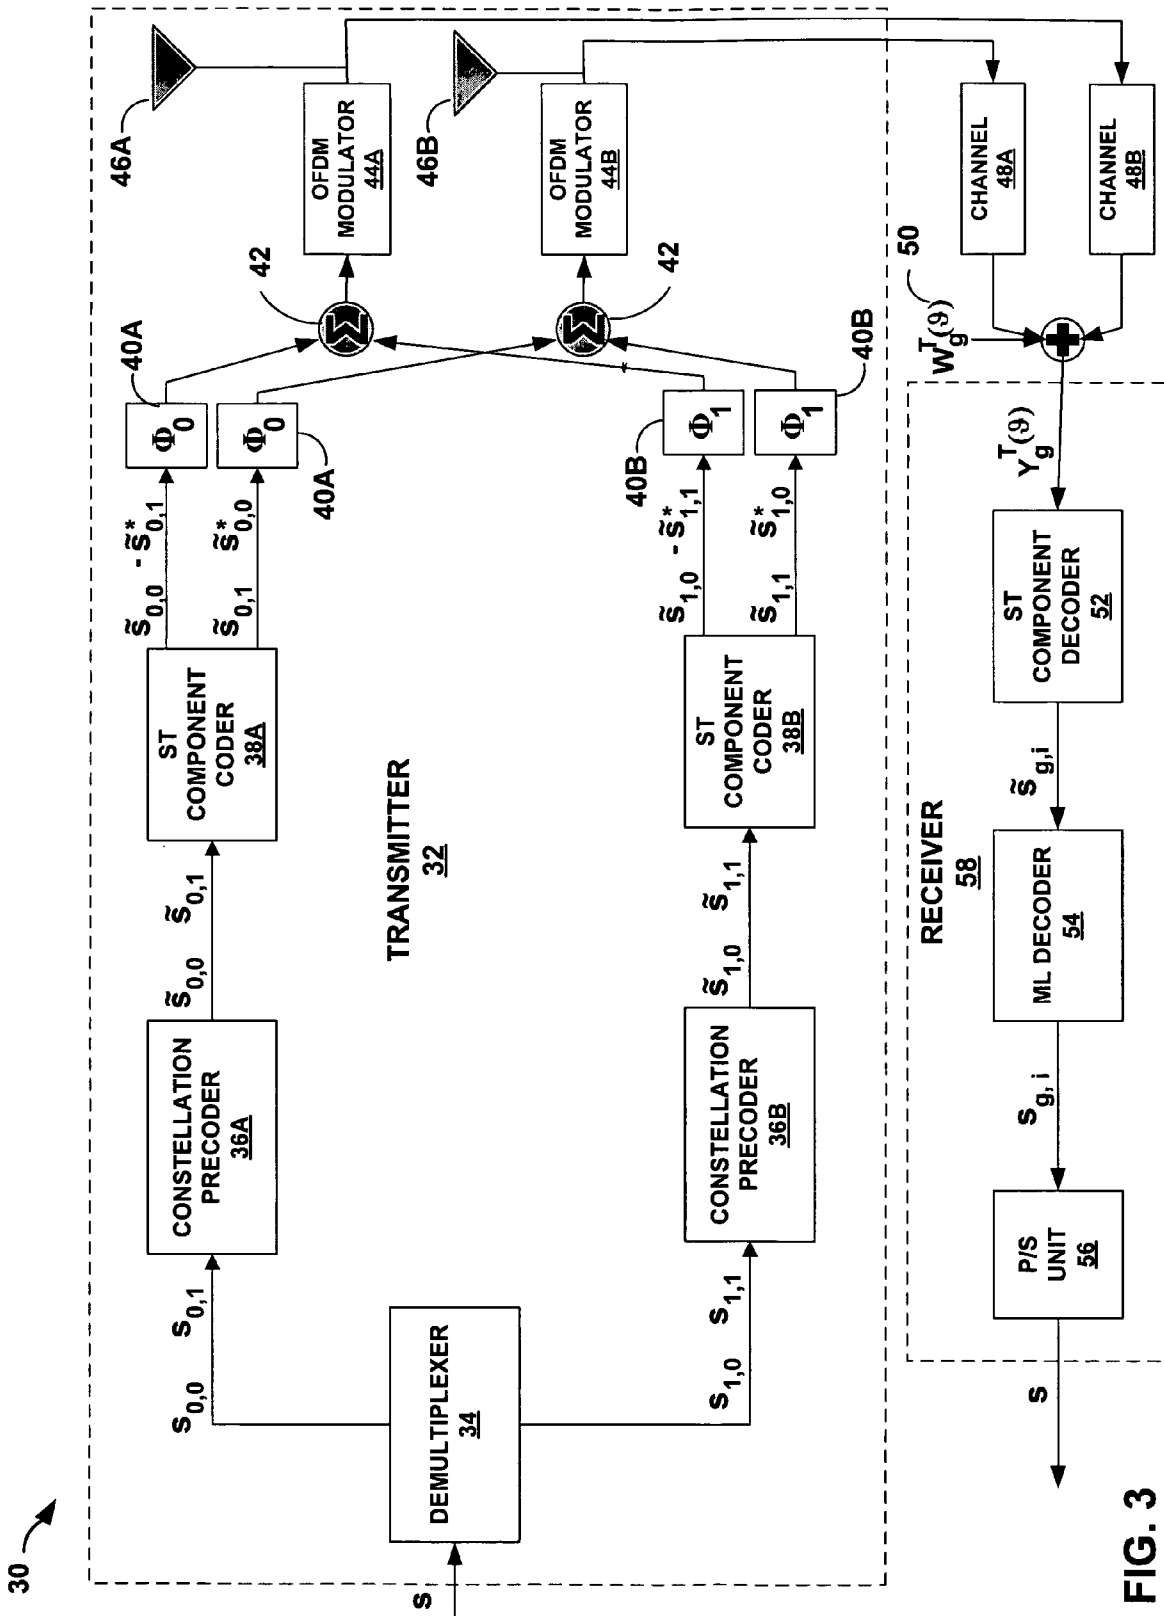 30
s
DEMULTIPLEXER
34
s0,0 s0,1
s1,0 s1,1
CONSTELLATION
PRECODER
36A
CONSTELLATION
PRECODER
36B
s̃0,0 s̃0,1
s̃1,0 s̃1,1
TRANSMITTER
32
ST
COMPONENT
CODER
38A
ST
COMPONENT
CODER
38B
s̃0,0 - s̃*0,1
s̃0,1 s̃*0,0
s̃1,0 - s̃*1,1
s̃1,1 s̃*1,0
40A
Φ0
Φ0
40A
40B
Φ1
Φ1
40B
42
Σ
Σ
42
OFDM
MODULATOR
44A
OFDM
MODULATOR
44B
46A
46B
CHANNEL
48A
CHANNEL
48B
50
W_g^T(ϑ)
+
Y_g^T(ϑ)
RECEIVER
58
ST
COMPONENT
DECODER
52
s̃g,i
ML DECODER
54
sg,i
P/S
UNIT
56
s
FIG. 3